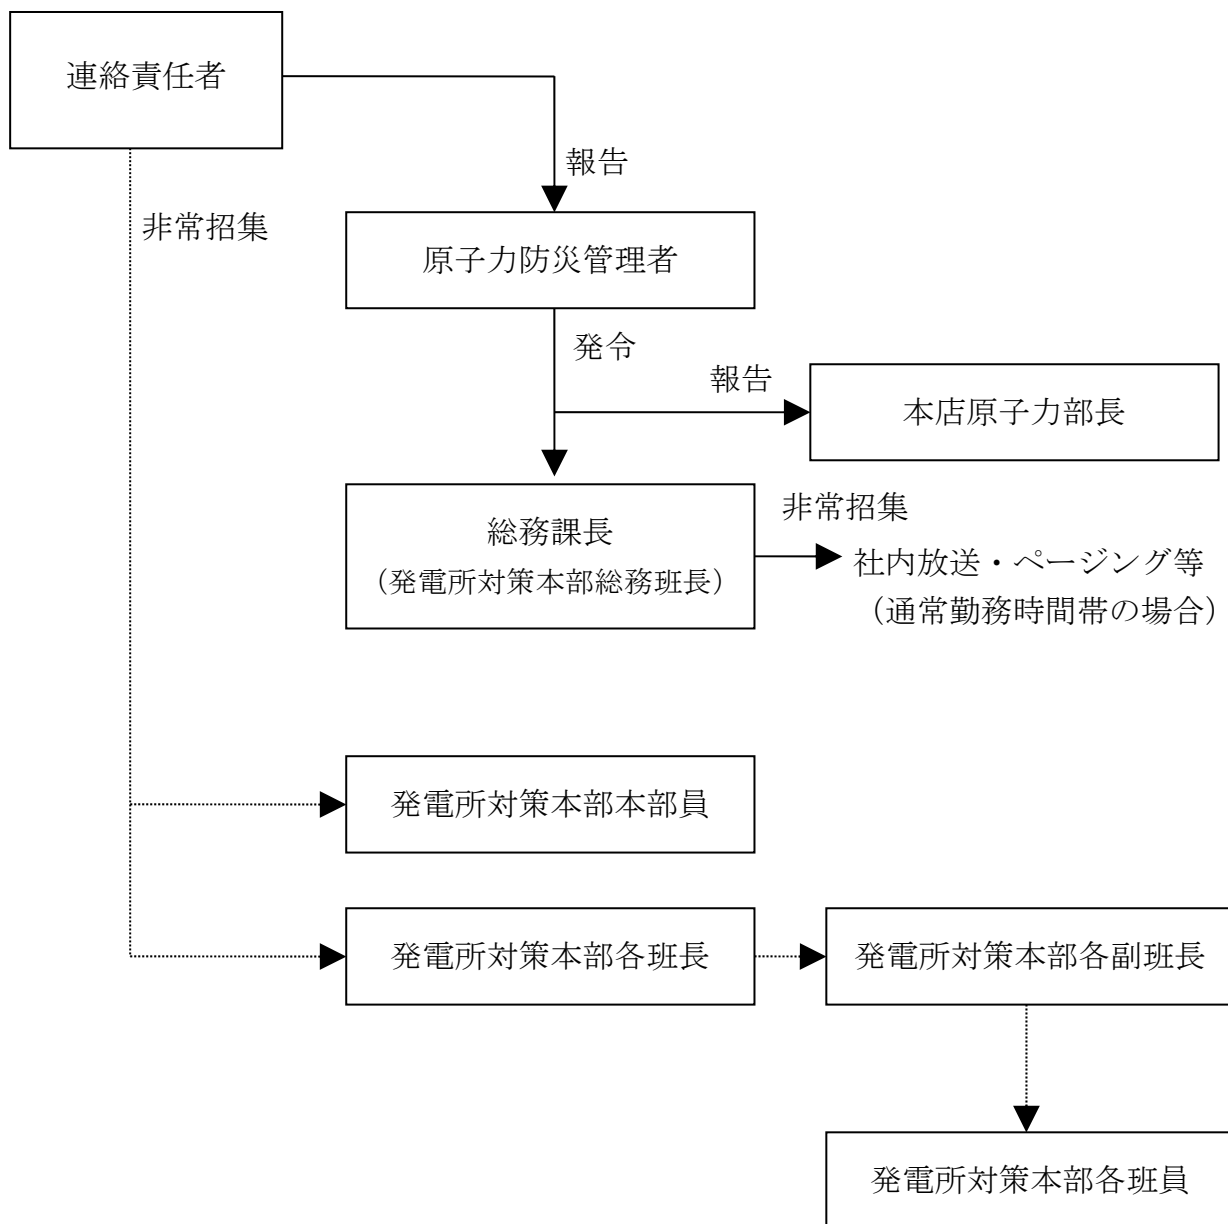 連絡責任者
報告
非常招集
原子力防災管理者
発令
報告
本店原子力部長
総務課長
（発電所対策本部総務班長）
非常招集
社内放送・ページング等
（通常勤務時間帯の場合）
発電所対策本部本部員
発電所対策本部各班長
発電所対策本部各副班長
発電所対策本部各班員